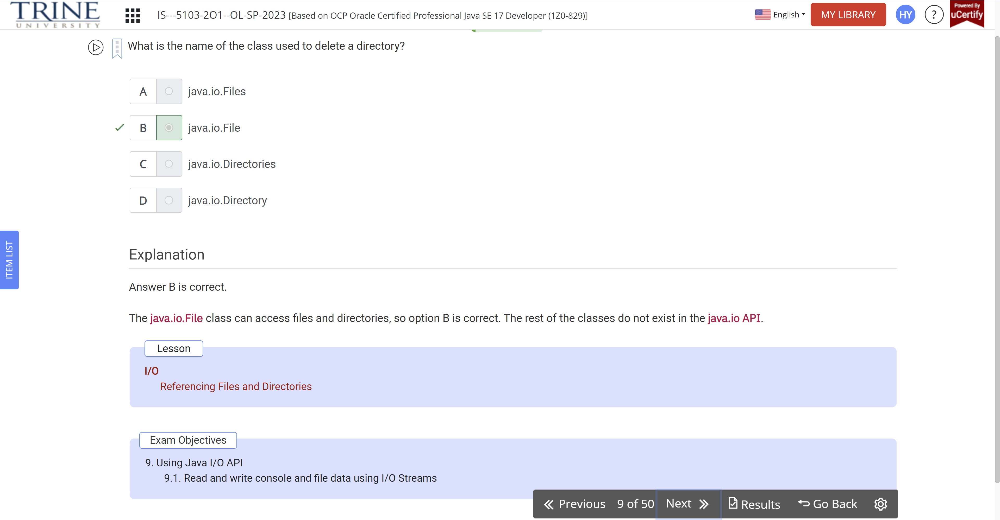 TRINE
UNIVERSITY
IS---5103-2O1--OL-SP-2023 [Based on OCP Oracle Certified Professional Java SE 17 Developer (1Z0-829)]
English
MY LIBRARY
HY
?
Powered By
uCertify
What is the name of the class used to delete a directory?
A java.io.Files
B java.io.File
C java.io.Directories
D java.io.Directory
ITEM LIST
Explanation
Answer B is correct.
The java.io.File class can access files and directories, so option B is correct. The rest of the classes do not exist in the java.io API.
Lesson
I/O
Referencing Files and Directories
Exam Objectives
9. Using Java I/O API
9.1. Read and write console and file data using I/O Streams
Previous 9 of 50 Next Results Go Back